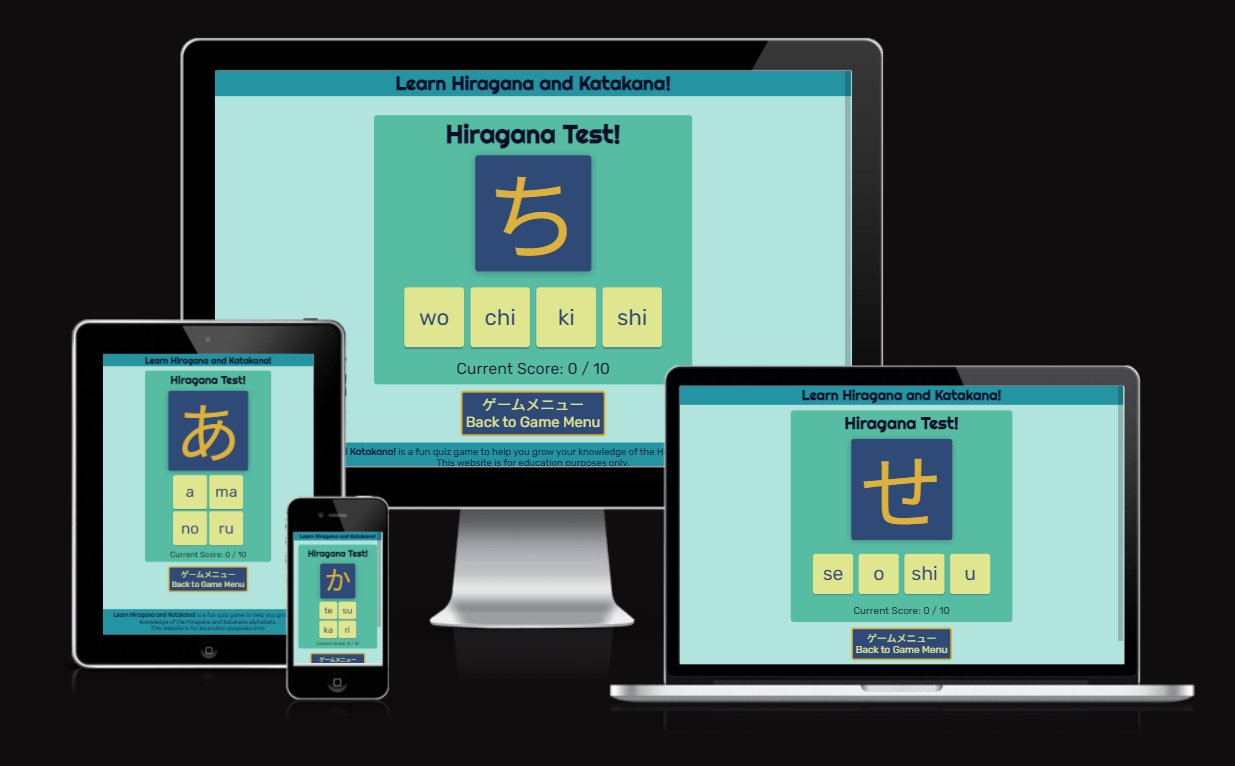 Learn Hiragana and Katakana!
Hiragana Test!
ち
wo chi ki shi
Current Score: 0 / 10
ゲームメニュー
Back to Game Menu
Katakana! is a fun quiz game to help you grow your knowledge of the H
This website is for education purposes only.
Learn Hiragana and Katakana!
Hiragana Test!
あ
a ma
no ru
Current Score: 0 / 10
ゲームメニュー
Back to Game Menu
Learn Hiragana and Katakana! is a fun quiz game to help you
knowledge of the Hiragana and Katakana alphabets.
This website is for education purposes only.
Learn Hiragana and Katakana!
Hiragana Test!
か
te su
ka ri
Current Score: 0 / 10
ゲームメニュー
Learn Hiragana and Katakana!
Hiragana Test!
せ
se o shi u
Current Score: 0 / 10
ゲームメニュー
Back to Game Menu